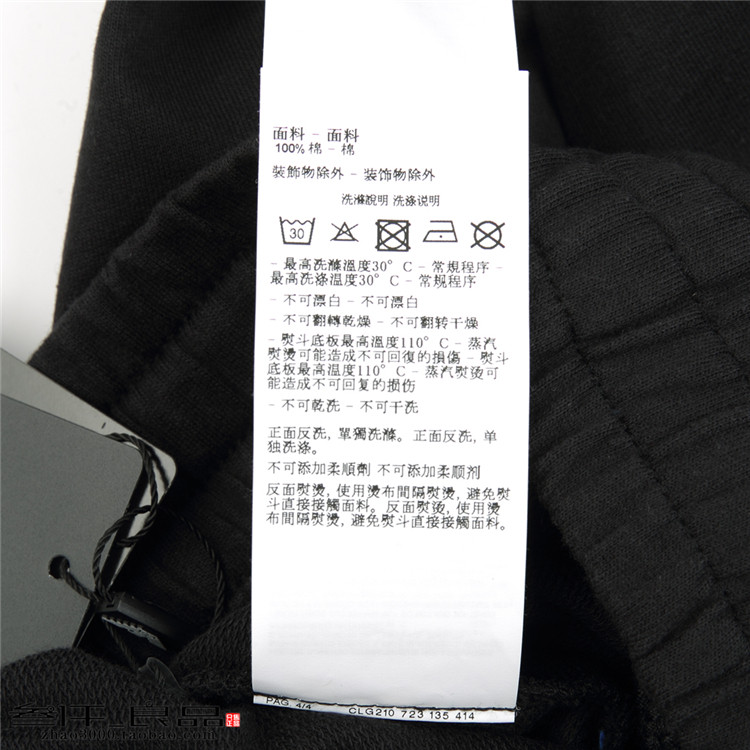 面料 - 面料
100% 棉 - 棉
裝飾物除外 - 装饰物除外
洗滌說明 洗涤说明
30
- 最高洗滌溫度30° C - 常規程序 -
最高洗涤温度30° C - 常规程序
- 不可漂白 - 不可漂白
- 不可翻轉乾燥 - 不可翻转干燥
- 熨斗底板最高溫度110° C - 蒸汽
熨燙可能造成不可回復的損傷 - 熨斗
底板最高温度110° C - 蒸汽熨烫可
能造成不可回复的损伤
- 不可乾洗 - 不可干洗
正面反洗, 單獨洗滌。正面反洗, 单
独洗涤。
不可添加柔順劑 不可添加柔顺剂
反面熨燙, 使用燙布間隔熨燙, 避免熨
斗直接接觸面料。反面熨烫, 使用烫
布间隔熨烫, 避免熨斗直接接触面料。
PAG. 4/4 CLG210 723 135 414
叁仟_良品
zhao3000.taobao.com